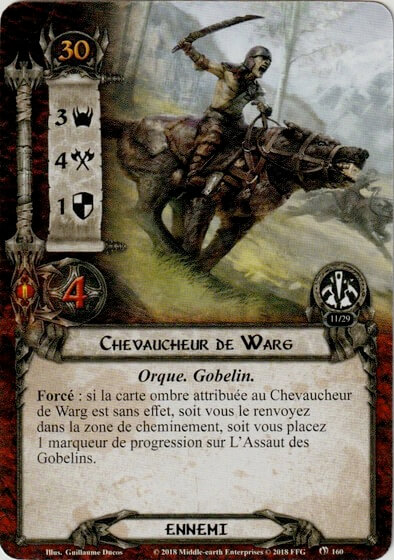 30
3
4
1
4
11/29
Chevaucheur de Warg
Orque. Gobelin.
Forcé : si la carte ombre attribuée au Chevaucheur
de Warg est sans effet, soit vous le renvoyez
dans la zone de cheminement, soit vous placez
1 marqueur de progression sur L'Assaut des
Gobelins.
ENNEMI
Illus. Guillaume Ducos © 2018 Middle-earth Enterprises © 2018 FFG 160